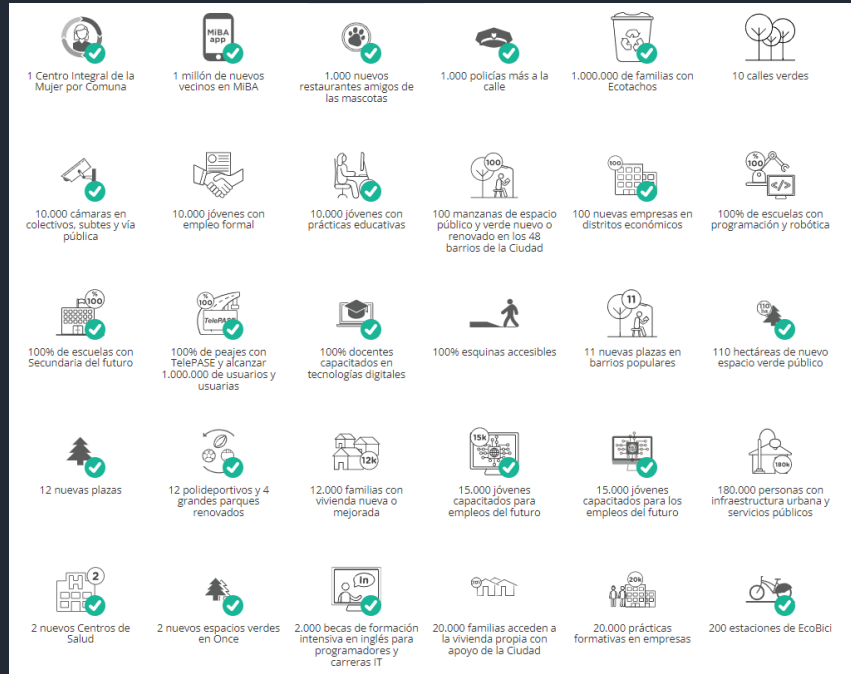 MiBA
app
1 Centro Integral de la
Mujer por Comuna
1 millón de nuevos
vecinos en MiBA
1.000 nuevos
restaurantes amigos de
las mascotas
1.000 policías más a la
calle
1.000.000 de familias con
Ecotachos
10 calles verdes
100
100
%
100
</>
10.000 cámaras en
colectivos, subtes y vía
pública
10.000 jóvenes con
empleo formal
10.000 jóvenes con
prácticas educativas
100 manzanas de espacio
público y verde nuevo o
renovado en los 48
barrios de la Ciudad
100 nuevas empresas en
distritos económicos
100% de escuelas con
programación y robótica
%
100
%
100
TelePASE
11
110
ha
100% de escuelas con
Secundaria del futuro
100% de peajes con
TelePASE y alcanzar
1.000.000 de usuarios y
usuarias
100% docentes
capacitados en
tecnologías digitales
100% esquinas accesibles
11 nuevas plazas en
barrios populares
110 hectáreas de nuevo
espacio verde público
12k
15k
180k
12 nuevas plazas
12 polideportivos y 4
grandes parques
renovados
12.000 familias con
vivienda nueva o
mejorada
15.000 jóvenes
capacitados para
empleos del futuro
15.000 jóvenes
capacitados para los
empleos del futuro
180.000 personas con
infraestructura urbana y
servicios públicos
H
2
in
20k
2 nuevos Centros de
Salud
2 nuevos espacios verdes
en Once
2.000 becas de formación
intensiva en inglés para
programadores y
carreras IT
20.000 familias acceden a
la vivienda propia con
apoyo de la Ciudad
20.000 prácticas
formativas en empresas
200 estaciones de EcoBici